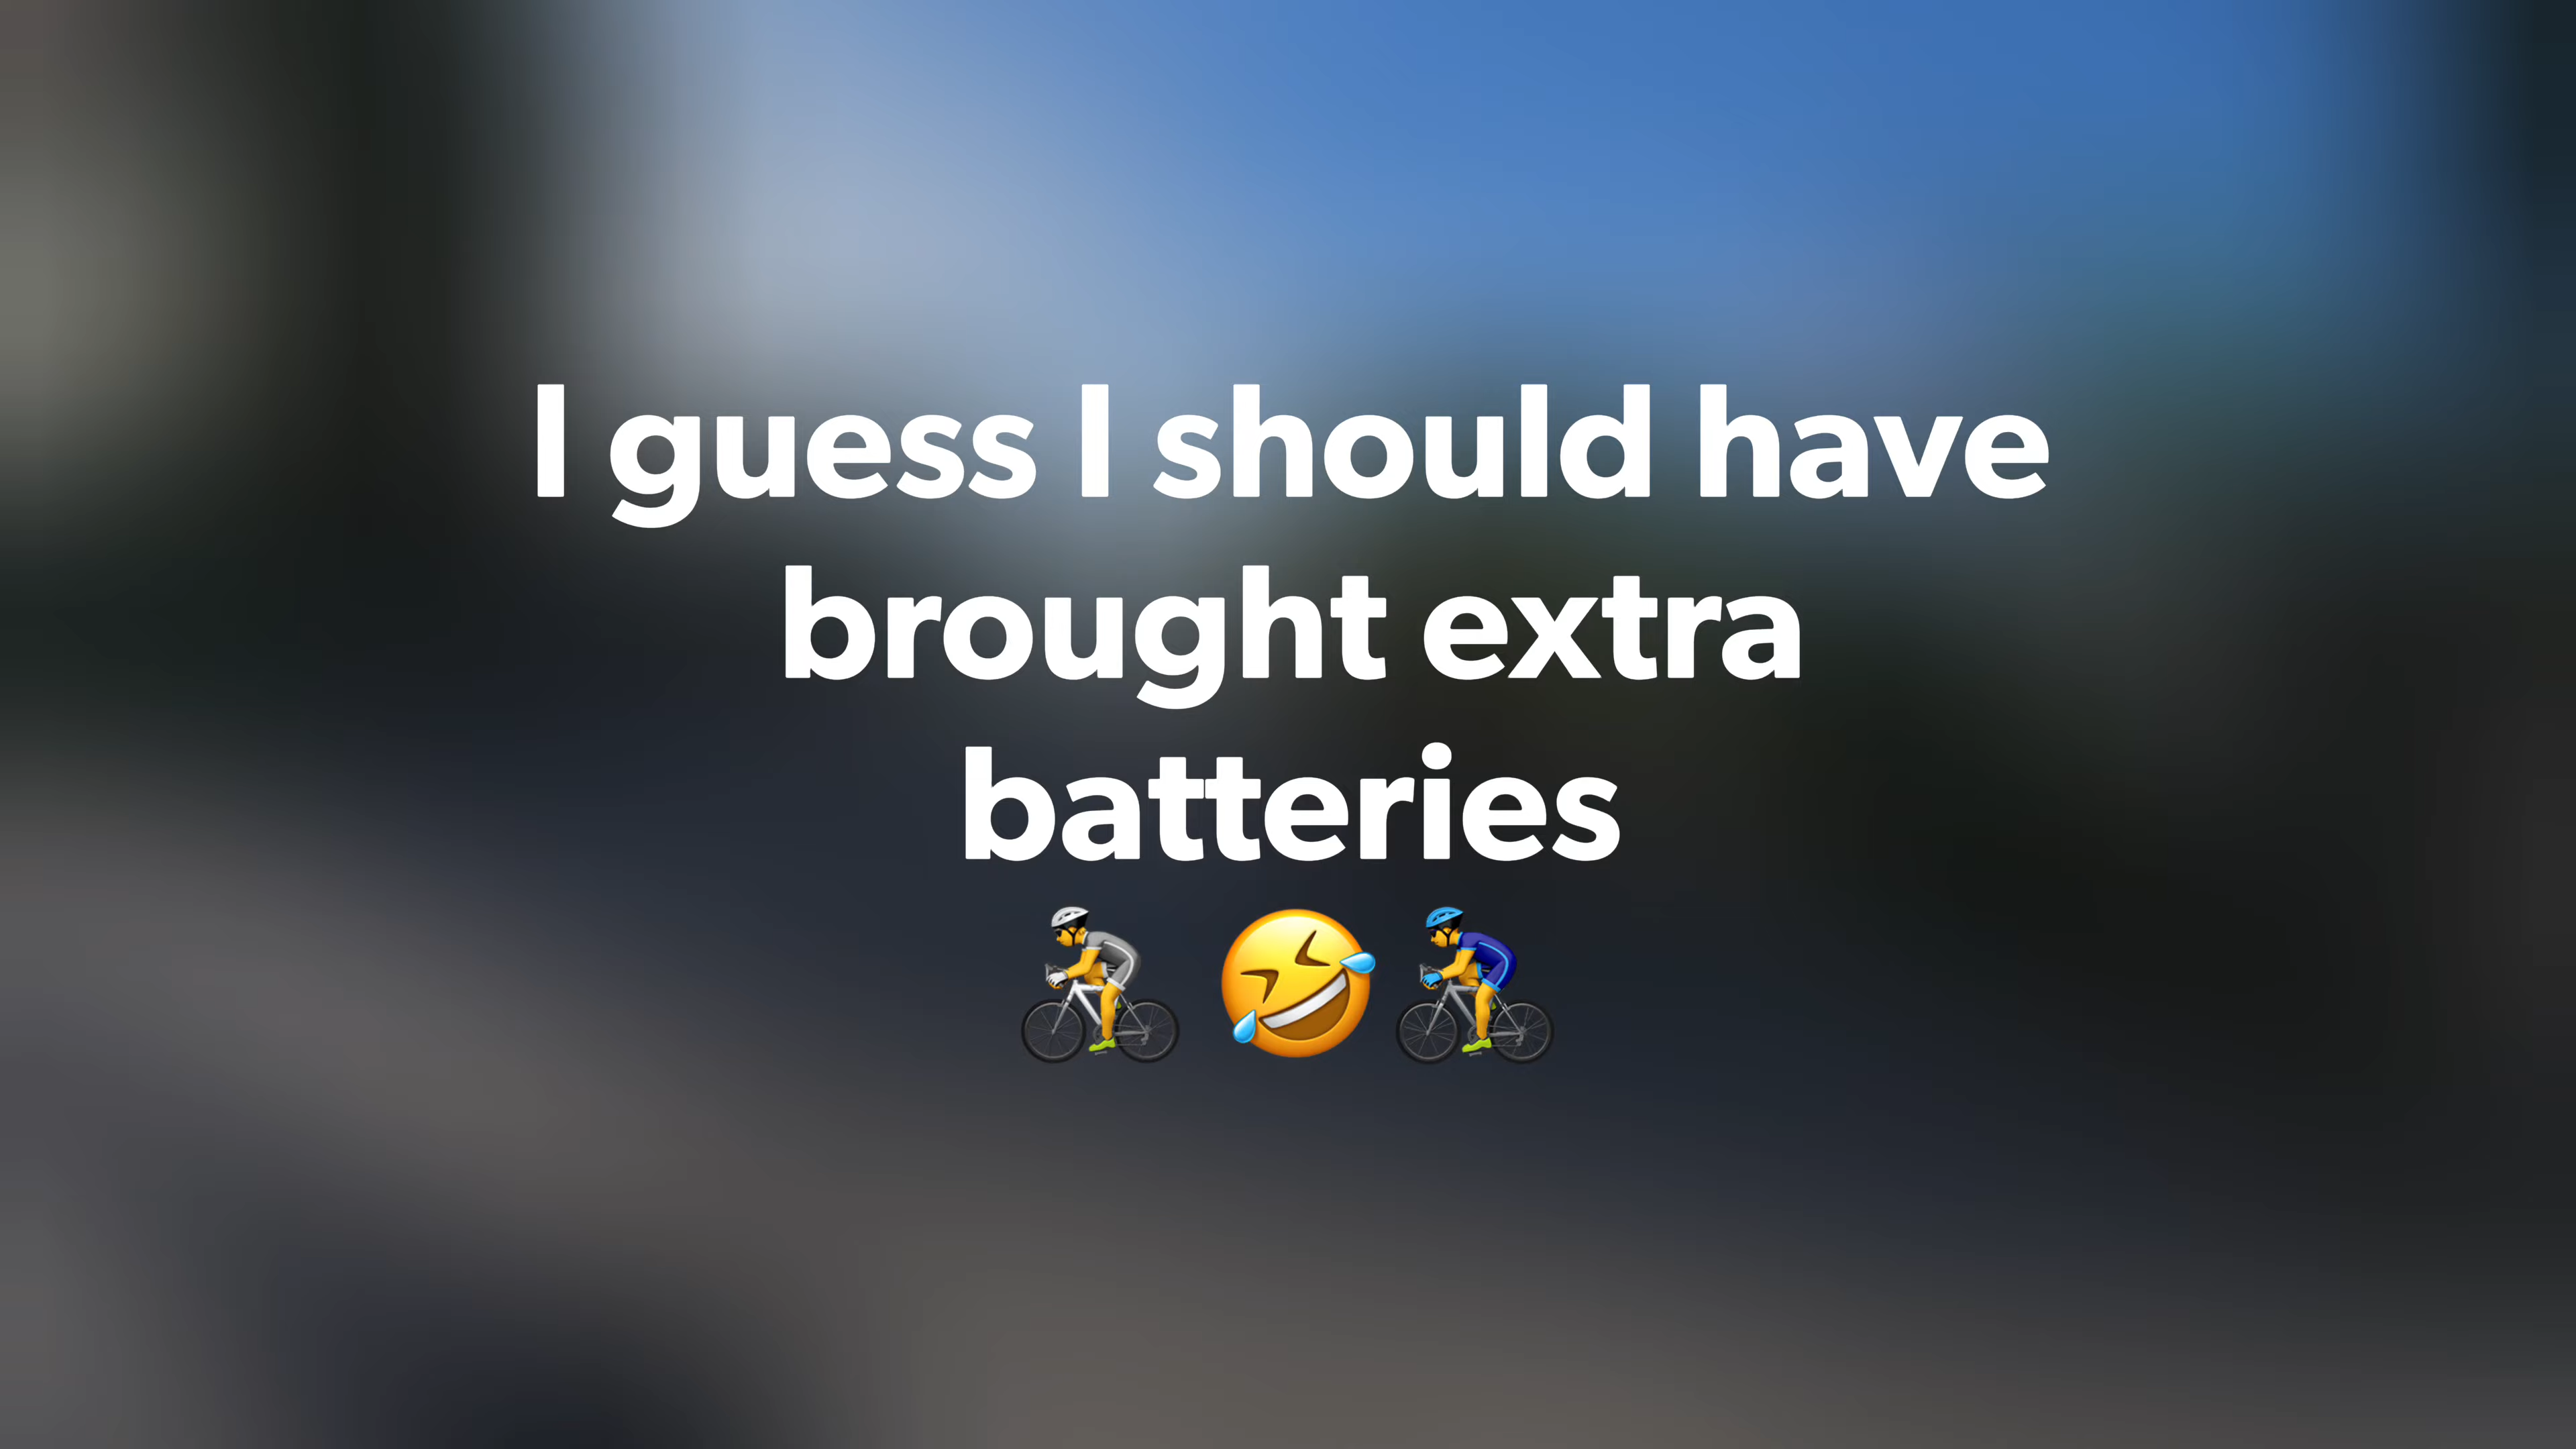 I guess I should have
brought extra
batteries
🚴 🤣 🚴‍♂️